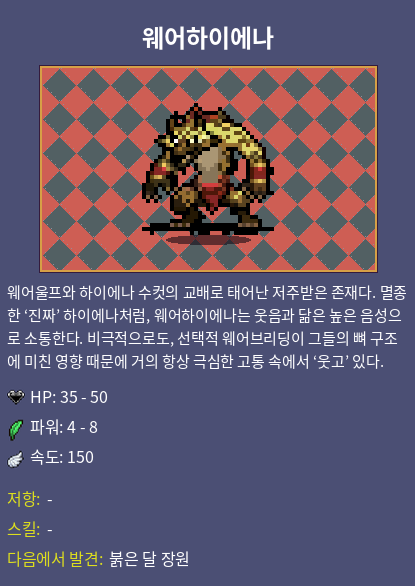 웨어하이에나
웨어울프와 하이에나 수컷의 교배로 태어난 저주받은 존재다. 멸종
한 ‘진짜’ 하이에나처럼, 웨어하이에나는 웃음과 닮은 높은 음성으
로 소통한다. 비극적으로도, 선택적 웨어브리딩이 그들의 뼈 구조
에 미친 영향 때문에 거의 항상 극심한 고통 속에서 ‘웃고’ 있다.
HP: 35 - 50
파워: 4 - 8
속도: 150
저항: -
스킬: -
다음에서 발견: 붉은 달 장원